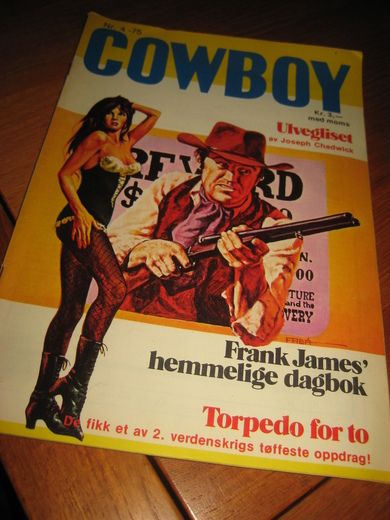 Nr. 4 -75
COWBOY
Kr. 3,—
med moms
Ulvegliset
av Joseph Chadwick
REWARD
$
00
N.
00
TURE
and the
VERY
Frank James'
hemmelige dagbok
Torpedo for to
De fikk et av 2. verdenskrigs tøffeste oppdrag!